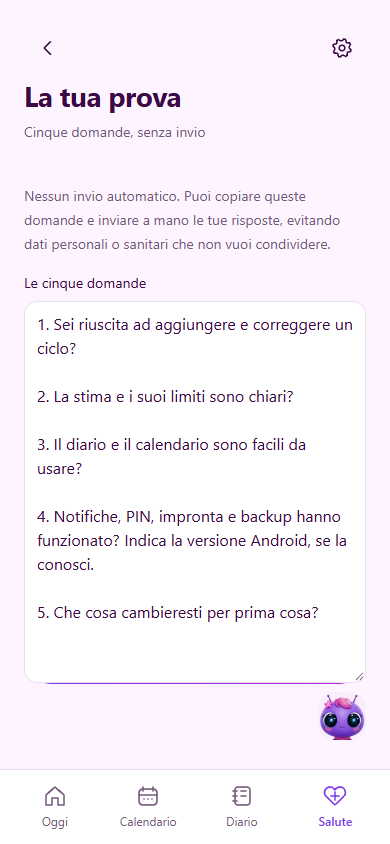 La tua prova
Cinque domande, senza invio
Nessun invio automatico. Puoi copiare queste
domande e inviare a mano le tue risposte, evitando
dati personali o sanitari che non vuoi condividere.
Le cinque domande
1. Sei riuscita ad aggiungere e correggere un
ciclo?
2. La stima e i suoi limiti sono chiari?
3. Il diario e il calendario sono facili da
usare?
4. Notifiche, PIN, impronta e backup hanno
funzionato? Indica la versione Android, se la
conosci.
5. Che cosa cambieresti per prima cosa?
Oggi
Calendario
Diario
Salute